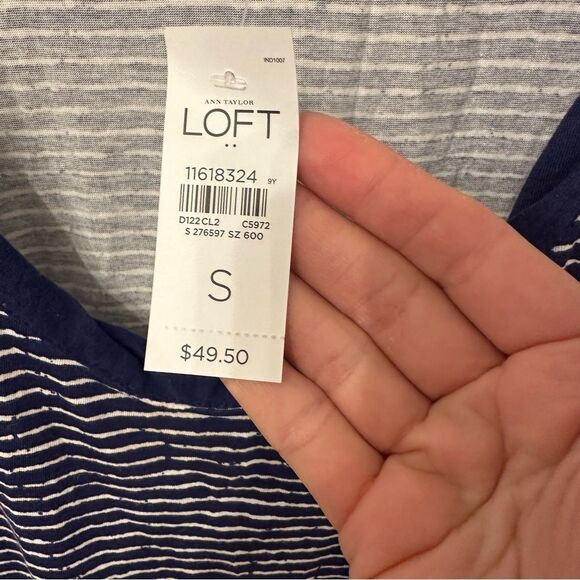 IND1007
ANN TAYLOR
LOFT
11618324 9Y
D122CL2 C5972
S 276597 SZ 600
S
$49.50